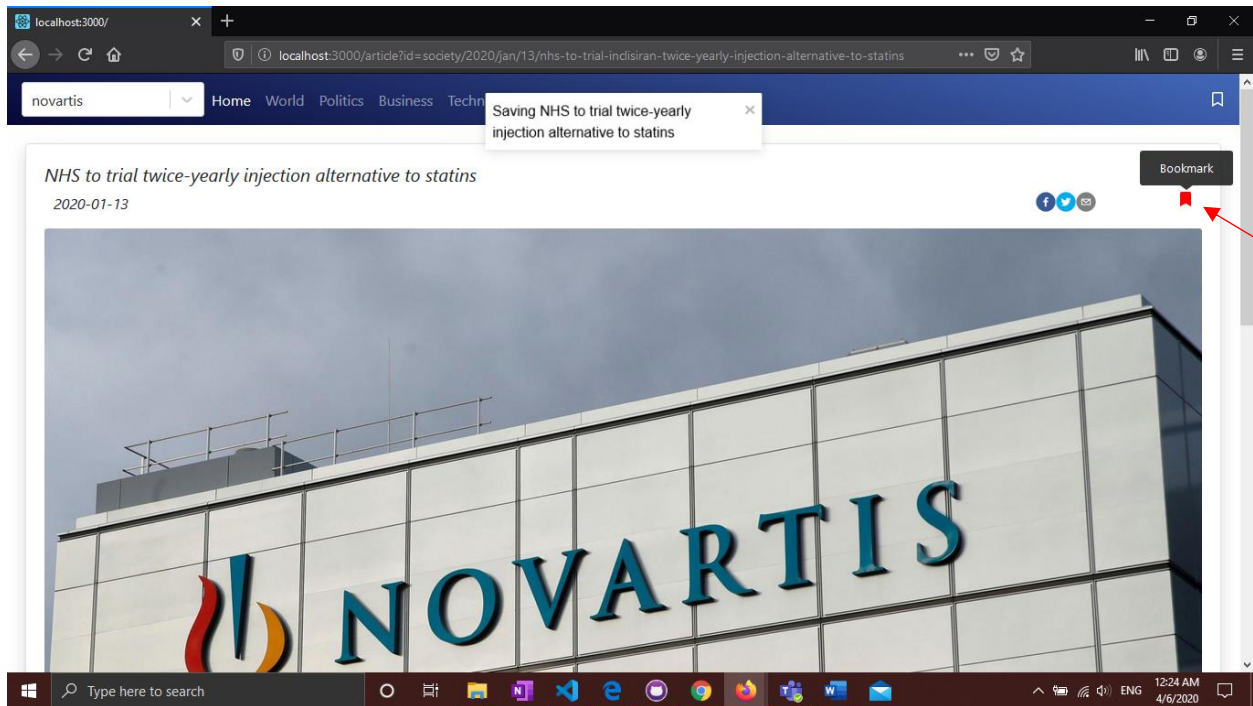 localhost:3000/
localhost:3000/article?id=society/2020/jan/13/nhs-to-trial-indisiran-twice-yearly-injection-alternative-to-statins
novartis
Home World Politics Business Techn
Saving NHS to trial twice-yearly
injection alternative to statins
Bookmark
NHS to trial twice-yearly injection alternative to statins
2020-01-13
NOVARTIS
Type here to search
ENG
12:24 AM
4/6/2020